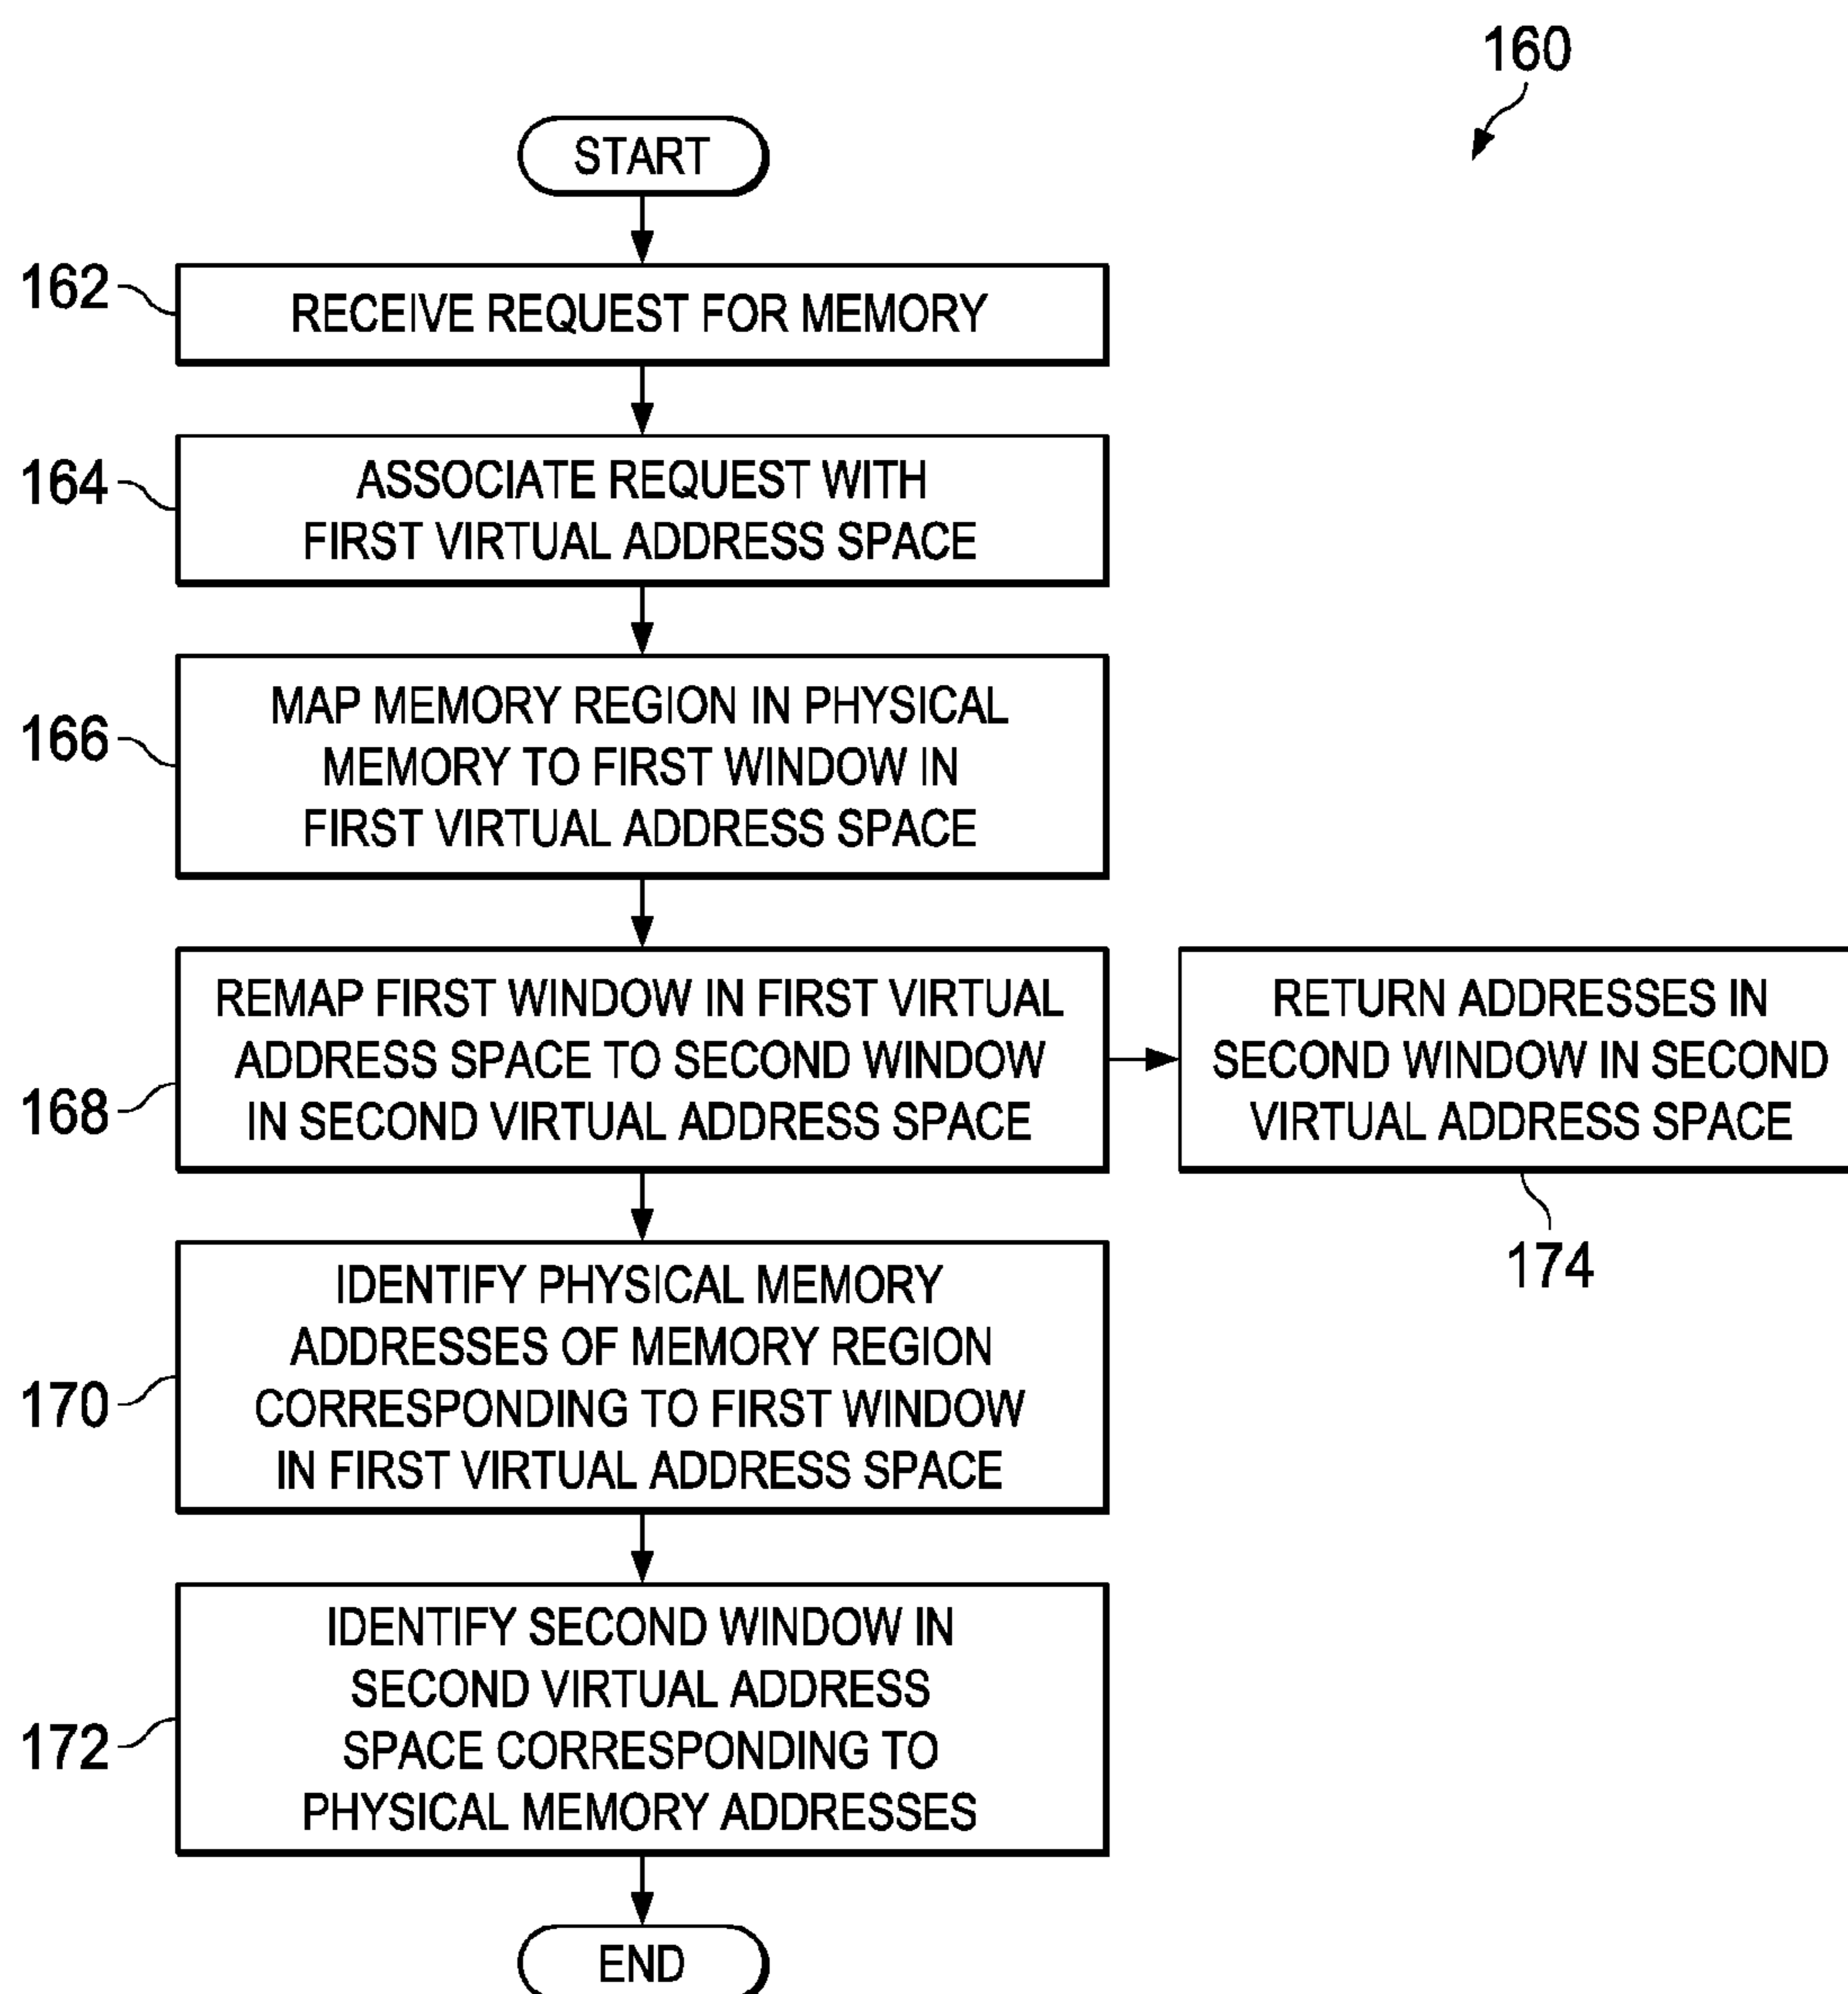 160
START
162
RECEIVE REQUEST FOR MEMORY
164
ASSOCIATE REQUEST WITH
FIRST VIRTUAL ADDRESS SPACE
166
MAP MEMORY REGION IN PHYSICAL
MEMORY TO FIRST WINDOW IN
FIRST VIRTUAL ADDRESS SPACE
168
REMAP FIRST WINDOW IN FIRST VIRTUAL
ADDRESS SPACE TO SECOND WINDOW
IN SECOND VIRTUAL ADDRESS SPACE
RETURN ADDRESSES IN
SECOND WINDOW IN SECOND
VIRTUAL ADDRESS SPACE
174
170
IDENTIFY PHYSICAL MEMORY
ADDRESSES OF MEMORY REGION
CORRESPONDING TO FIRST WINDOW
IN FIRST VIRTUAL ADDRESS SPACE
172
IDENTIFY SECOND WINDOW IN
SECOND VIRTUAL ADDRESS
SPACE CORRESPONDING TO
PHYSICAL MEMORY ADDRESSES
END